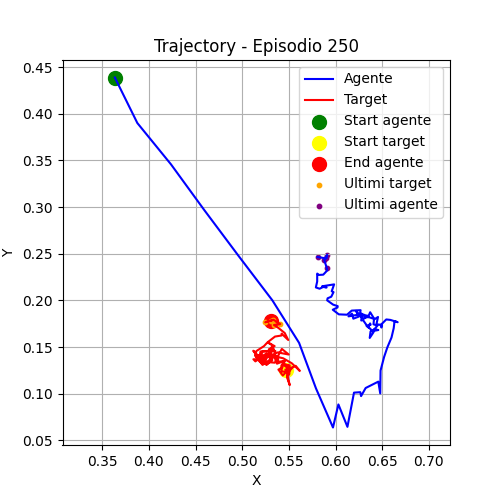 Trajectory - Episodio 250
Agente
Target
Start agente
Start target
End agente
Ultimi target
Ultimi agente
Y
0.45
0.40
0.35
0.30
0.25
0.20
0.15
0.10
0.05
0.35 0.40 0.45 0.50 0.55 0.60 0.65 0.70
X